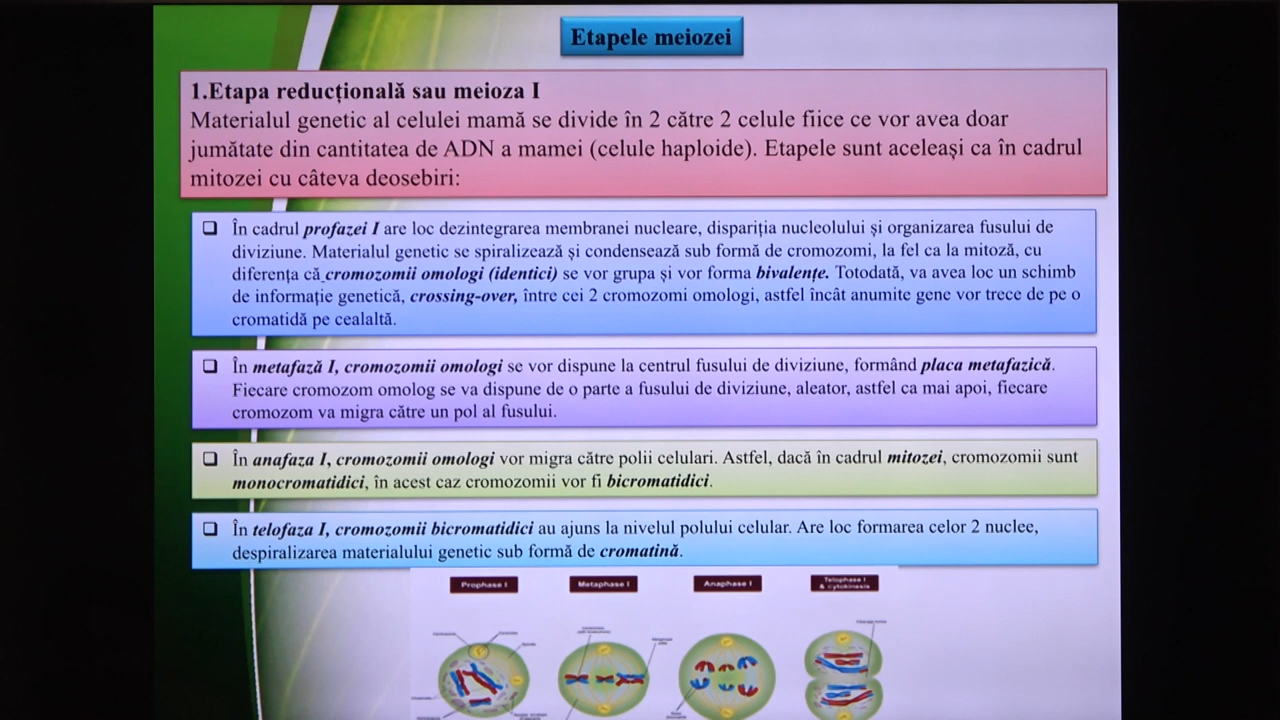 Etapele meiozei
1.Etapa reducțională sau meioza I
Materialul genetic al celulei mamă se divide în 2 către 2 celule fiice ce vor avea doar
jumătate din cantitatea de ADN a mamei (celule haploide). Etapele sunt aceleași ca în cadrul
mitozei cu câteva deosebiri:
❑ În cadrul profazei I are loc dezintegrarea membranei nucleare, dispariția nucleolului și organizarea fusului de
diviziune. Materialul genetic se spiralizează și condensează sub formă de cromozomi, la fel ca la mitoză, cu
diferența că cromozomii omologi (identici) se vor grupa și vor forma bivalențe. Totodată, va avea loc un schimb
de informație genetică, crossing-over, între cei 2 cromozomi omologi, astfel încât anumite gene vor trece de pe o
cromatidă pe cealaltă.
❑ În metafază I, cromozomii omologi se vor dispune la centrul fusului de diviziune, formând placa metafazică.
Fiecare cromozom omolog se va dispune de o parte a fusului de diviziune, aleator, astfel ca mai apoi, fiecare
cromozom va migra către un pol al fusului.
❑ În anafaza I, cromozomii omologi vor migra către polii celulari. Astfel, dacă în cadrul mitozei, cromozomii sunt
monocromatidici, în acest caz cromozomii vor fi bicromatidici.
❑ În telofaza I, cromozomii bicromatidici au ajuns la nivelul polului celular. Are loc formarea celor 2 nuclee,
despiralizarea materialului genetic sub formă de cromatină.
Prophase I Metaphase I Anaphase I Telophase I
& cytokinesis